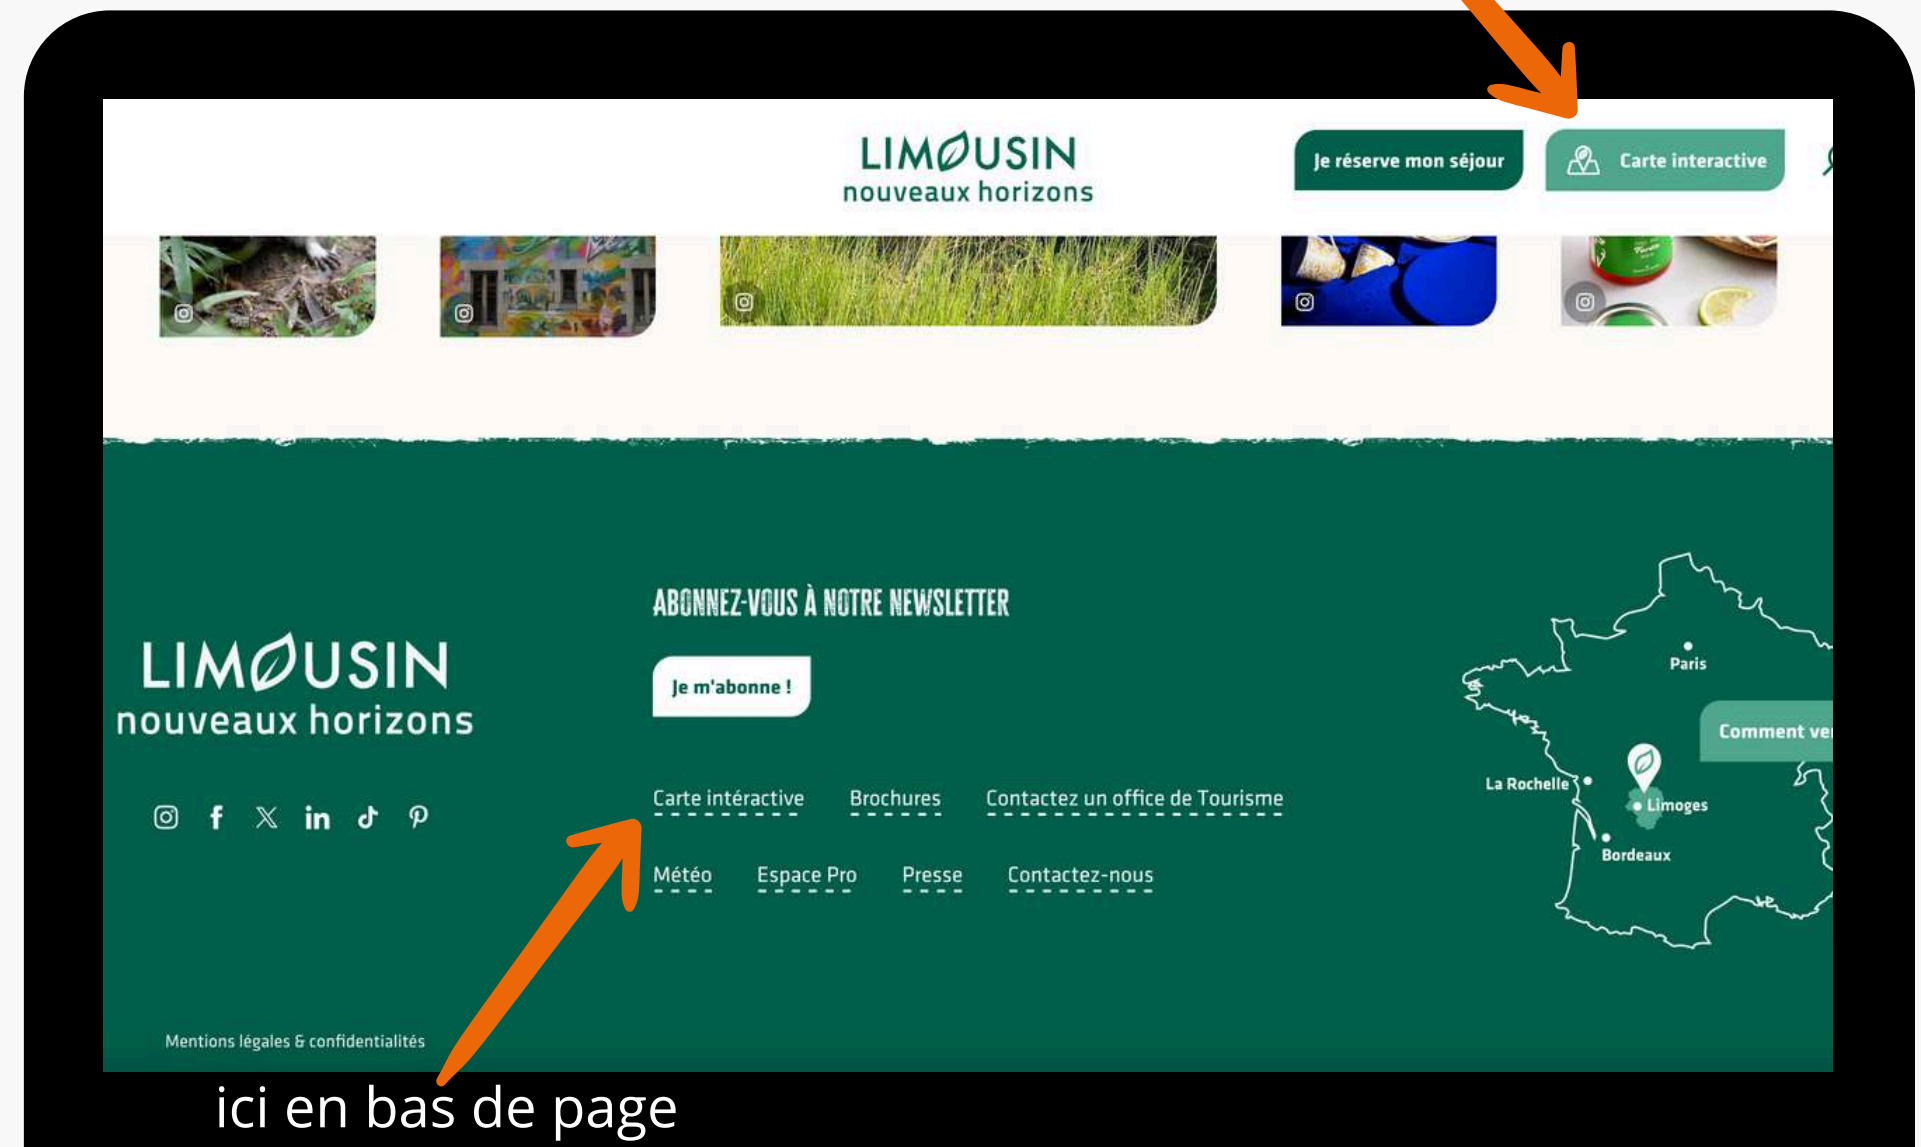 LIMOUSIN
nouveaux horizons
Je réserve mon séjour
Carte interactive
ABONNEZ-VOUS À NOTRE NEWSLETTER
Je m'abonne !
LIMOUSIN
nouveaux horizons
Carte intéractive Brochures Contactez un office de Tourisme
Météo Espace Pro Presse Contactez-nous
Paris
Comment ve
La Rochelle
Limoges
Bordeaux
Mentions légales & confidentialités
ici en bas de page